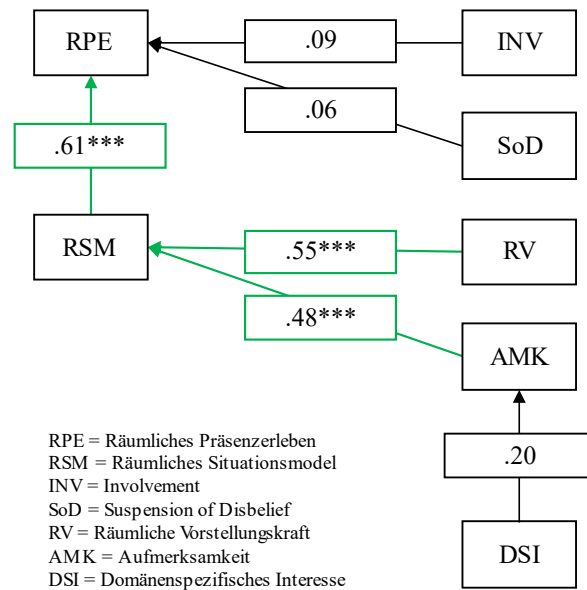 RPE
.09
INV
.06
SoD
.61***
RSM
.55***
RV
.48***
AMK
.20
DSI
RPE = Räumliches Präsenzerleben
RSM = Räumliches Situationsmodel
INV = Involvement
SoD = Suspension of Disbelief
RV = Räumliche Vorstellungskraft
AMK = Aufmerksamkeit
DSI = Domänenspezifisches Interesse